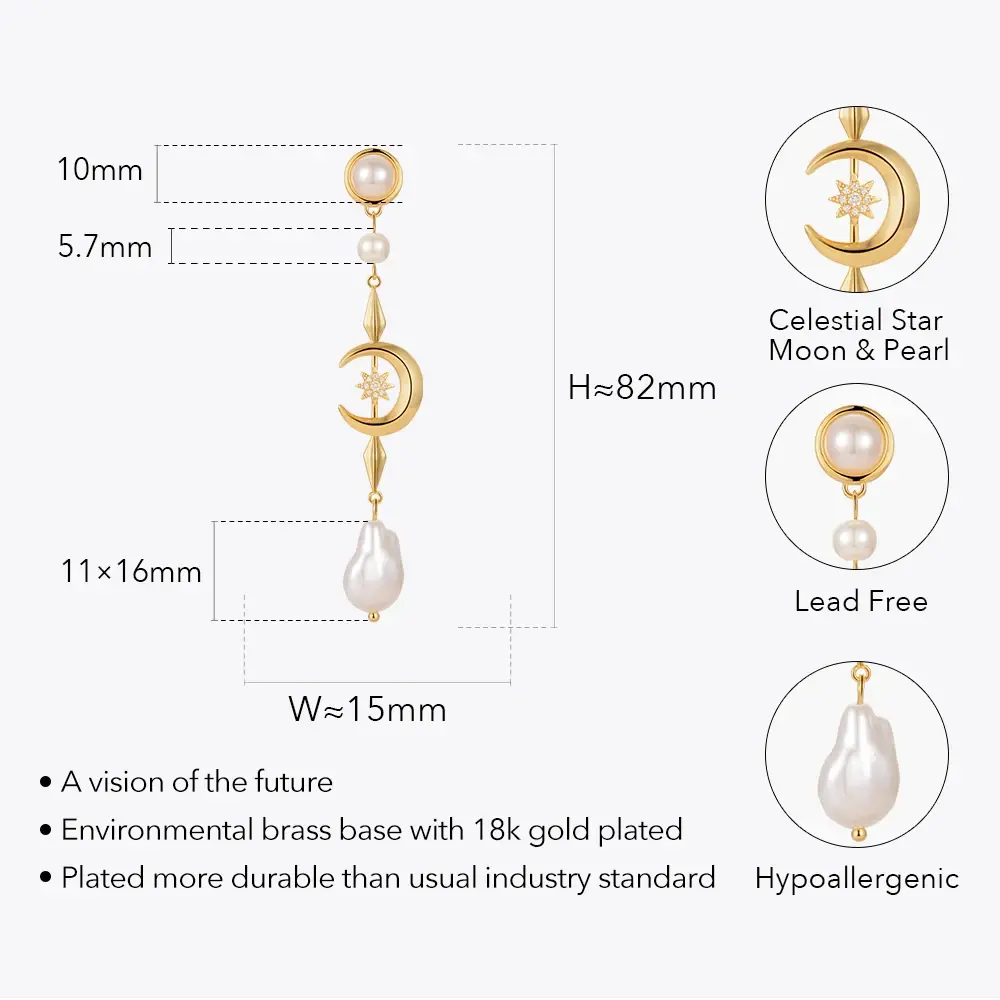 10mm
5.7mm
H≈82mm
11×16mm
W≈15mm
Celestial Star
Moon & Pearl
Lead Free
Hypoallergenic
• A vision of the future
• Environmental brass base with 18k gold plated
• Plated more durable than usual industry standard